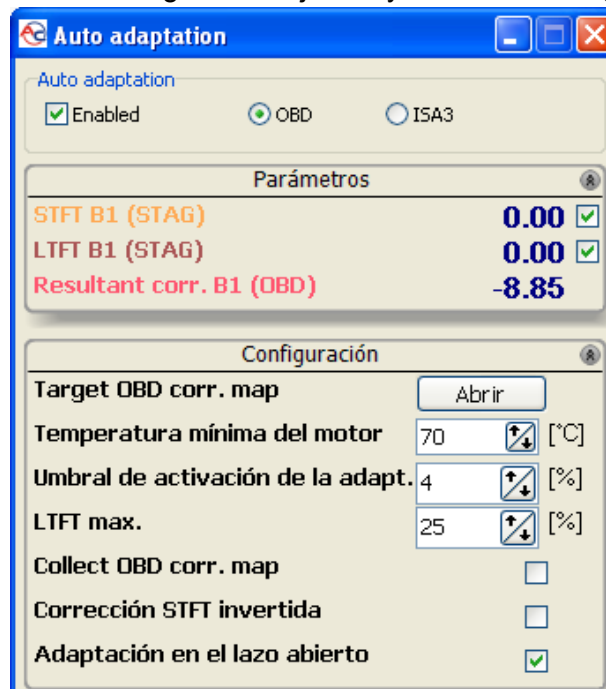 Auto adaptation
Auto adaptation
Enabled OBD ISA3
Parámetros
STFT B1 (STAG) 0.00
LTFT B1 (STAG) 0.00
Resultant corr. B1 (OBD) -8.85
Configuración
Target OBD corr. map Abrir
Temperatura mínima del motor 70 [°C]
Umbral de activación de la adapt. 4 [%]
LTFT max. 25 [%]
Collect OBD corr. map
Corrección STFT invertida
Adaptación en el lazo abierto